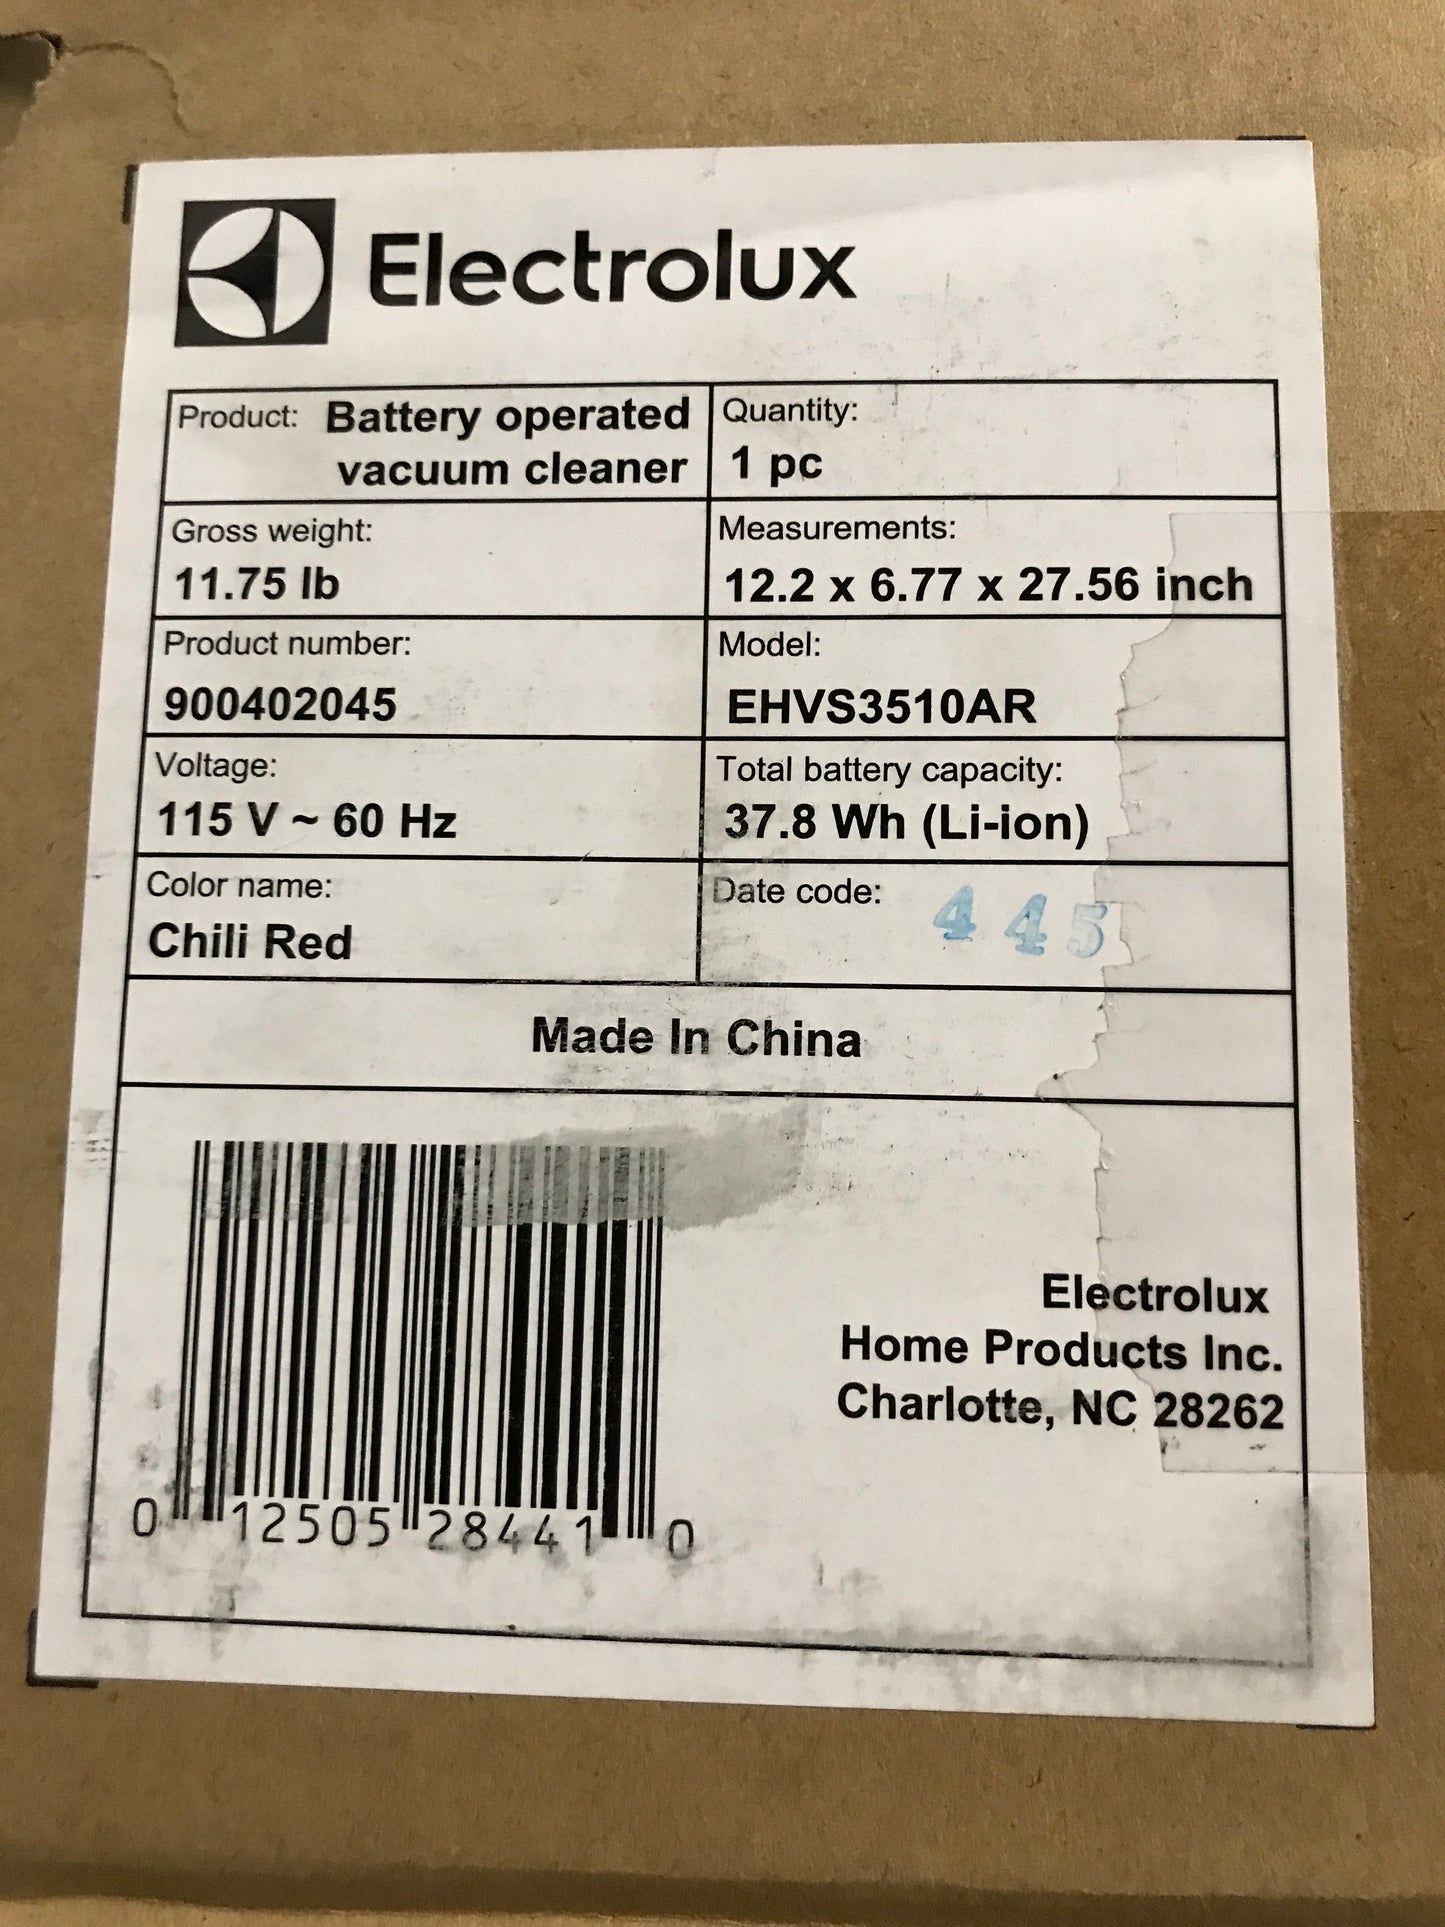 Electrolux
Product: Battery operated
vacuum cleaner
Quantity:
1 pc
Gross weight:
11.75 lb
Measurements:
12.2 x 6.77 x 27.56 inch
Product number:
900402045
Model:
EHVS3510AR
Voltage:
115 V ~ 60 Hz
Total battery capacity:
37.8 Wh (Li-ion)
Color name:
Chili Red
Date code: 445
Made In China
Electrolux
Home Products Inc.
Charlotte, NC 28262
0 12505 28441 0